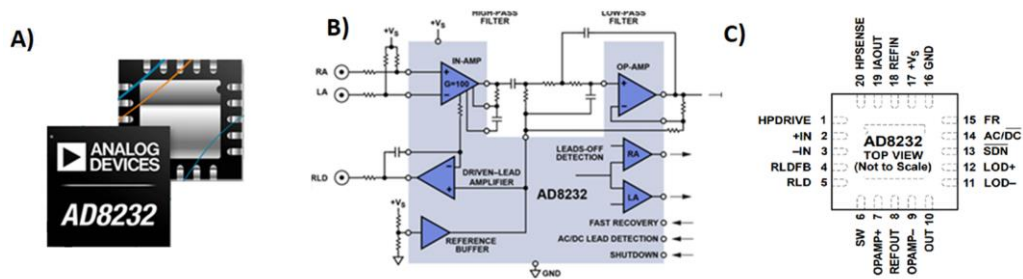 A)
ANALOG
DEVICES
AD8232
B)
HIGH-PASS
FILTER
LOW-PASS
FILTER
+VS
+VS
IN-AMP
OP-AMP
RA
LA
G=100
LEADS-OFF
DETECTION
RA
LA
RLD
DRIVEN–LEAD
AMPLIFIER
AD8232
+VS
REFERENCE
BUFFER
FAST RECOVERY
AC/DC LEAD DETECTION
SHUTDOWN
GND
C)
20 HPSENSE
19 IAOUT
18 REFIN
17 +VS
16 GND
HPDRIVE 1
+IN 2
–IN 3
RLDFB 4
RLD 5
AD8232
TOP VIEW
(Not to Scale)
15 FR
14 AC/DC
13 SDN
12 LOD+
11 LOD–
SW 6
OPAMP+ 7
REFOUT 8
OPAMP– 9
OUT 10